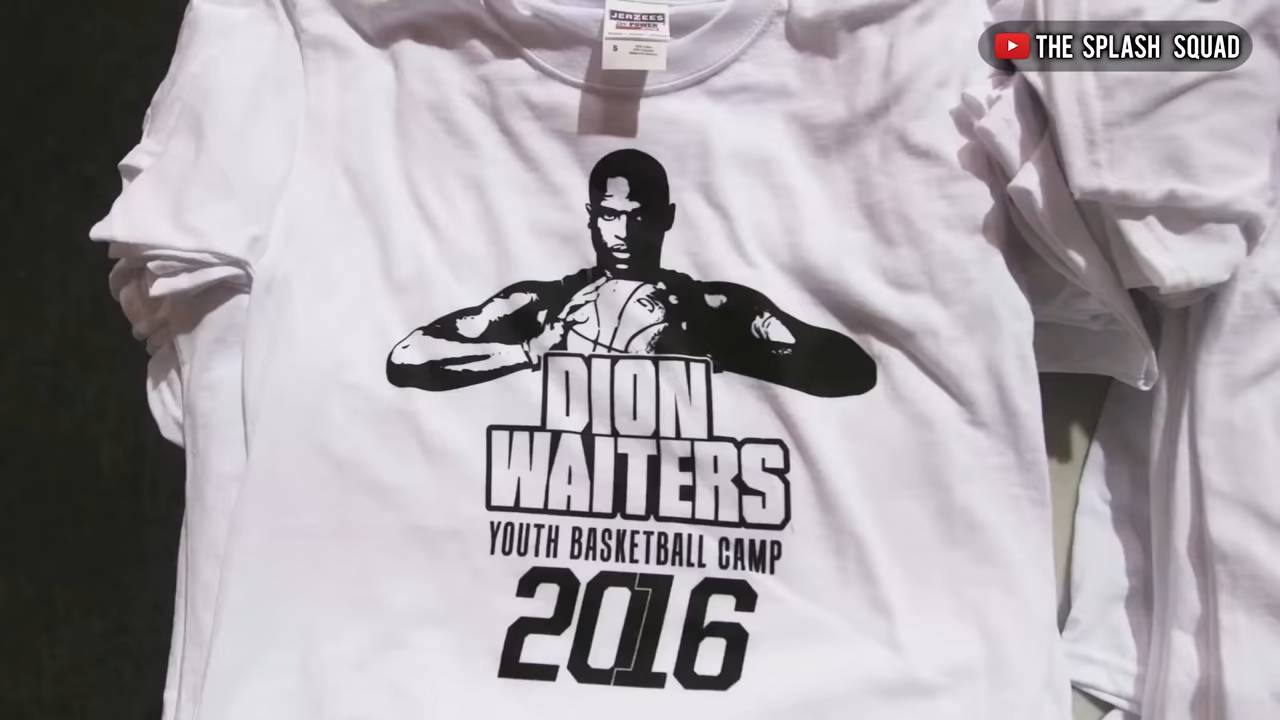 JERZEES
THE SPLASH SQUAD
S
DION
WAITERS
YOUTH BASKETBALL CAMP
2016